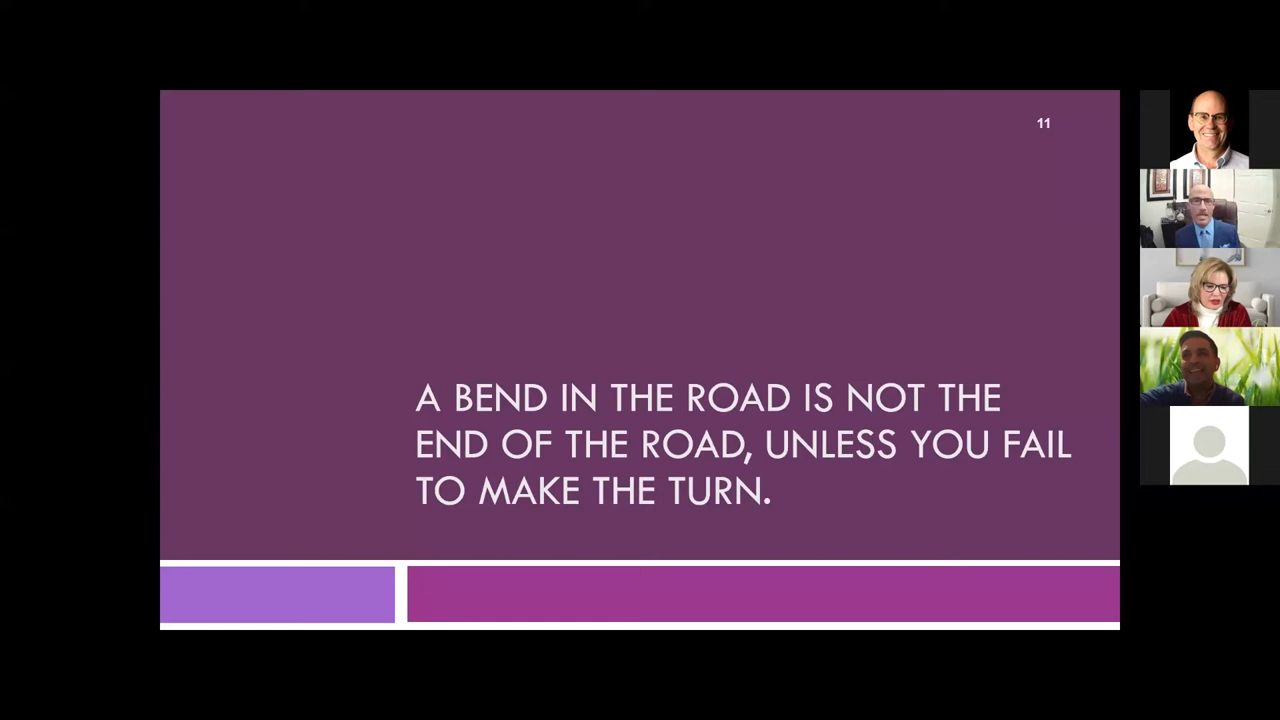 11
A BEND IN THE ROAD IS NOT THE
END OF THE ROAD, UNLESS YOU FAIL
TO MAKE THE TURN.